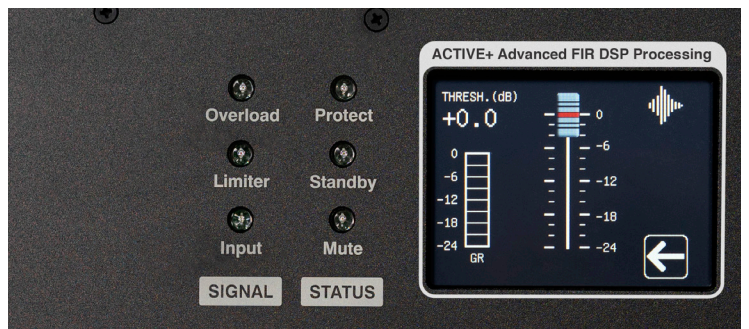 ACTIVE+ Advanced FIR DSP Processing
Overload Protect
Limiter Standby
Input Mute
SIGNAL STATUS
THRESH.(dB)
+0.0
0
-6
-12
-18
-24
GR
0
-6
-12
-18
-24